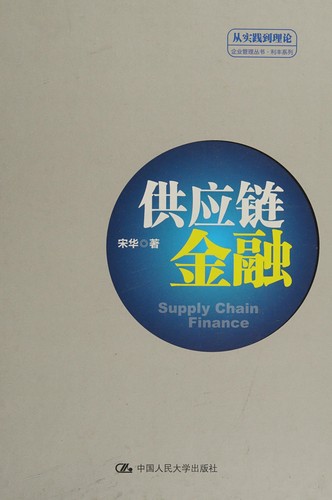 从实践到理论
企业管理丛书·利丰系列
供应链
宋华◎著
金融
Supply Chain
Finance
中国人民大学出版社